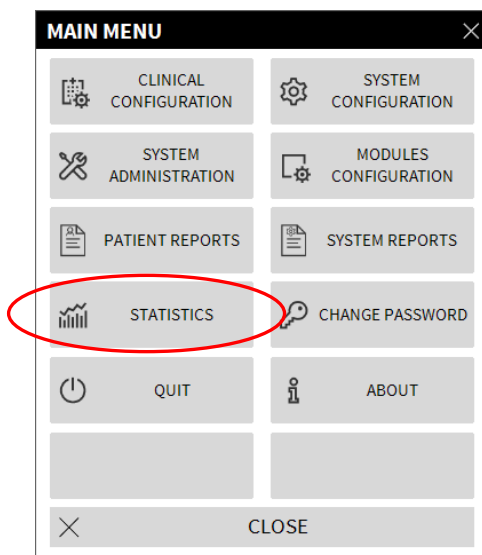 MAIN MENU
CLINICAL
CONFIGURATION
SYSTEM
CONFIGURATION
SYSTEM
ADMINISTRATION
MODULES
CONFIGURATION
PATIENT REPORTS
SYSTEM REPORTS
STATISTICS
CHANGE PASSWORD
QUIT
ABOUT
CLOSE